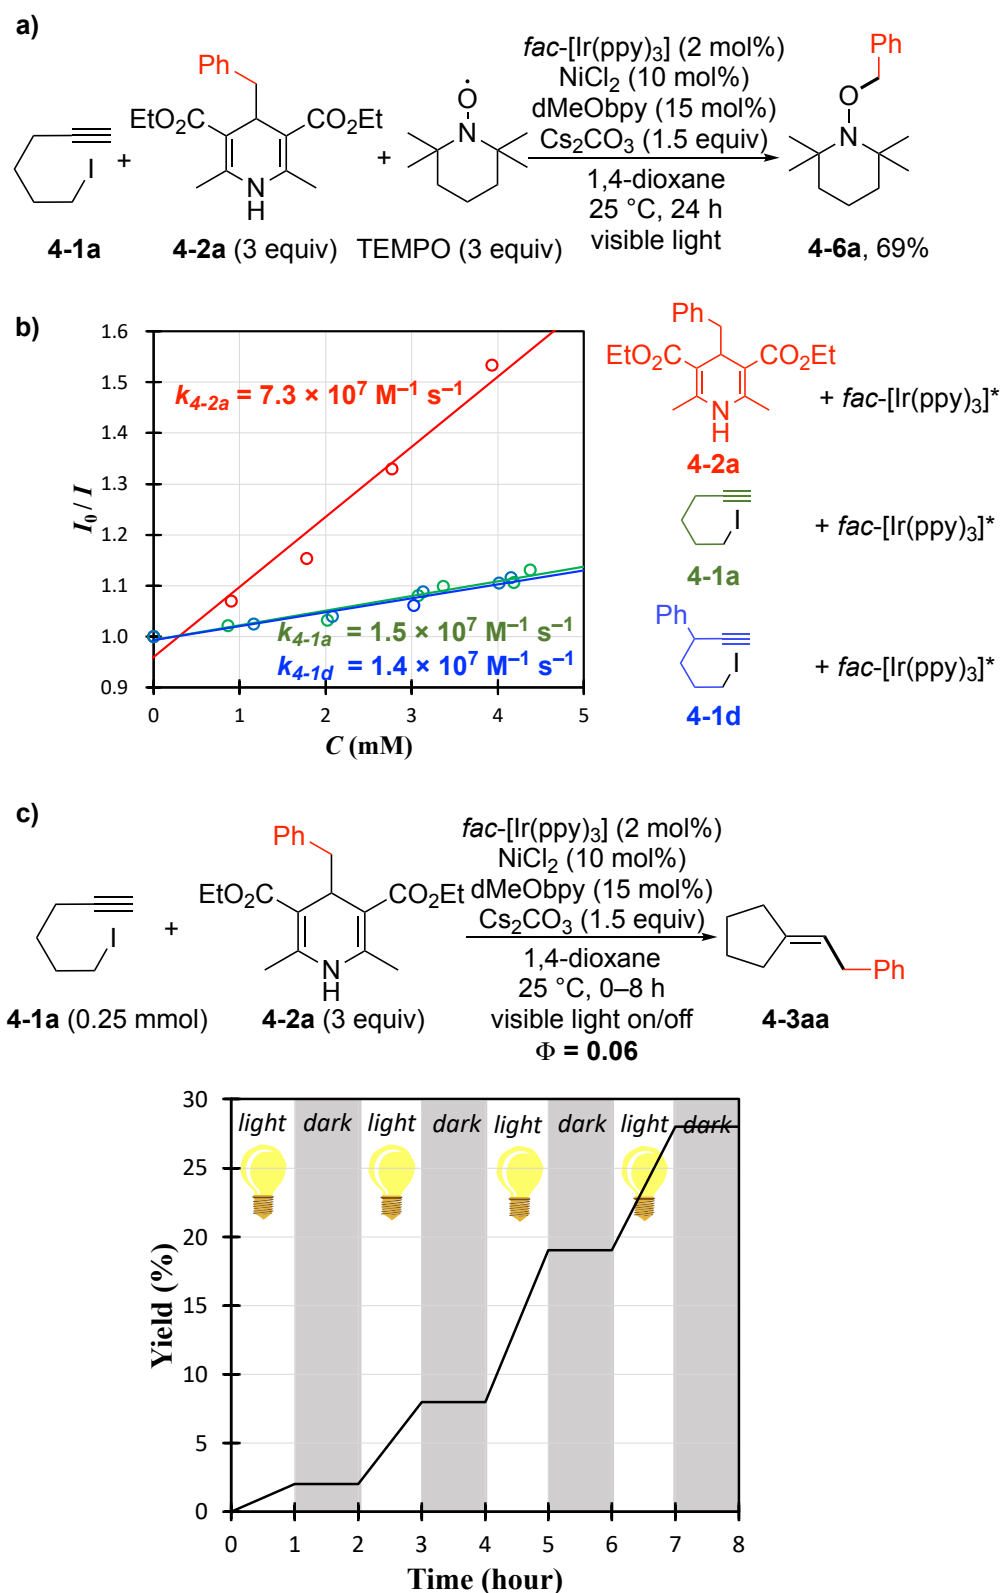 a)
Ph
EtO₂C CO₂Et
N
H
I
+
+
O·
N
fac-[Ir(ppy)₃] (2 mol%)
NiCl₂ (10 mol%)
dMeObpy (15 mol%)
Cs₂CO₃ (1.5 equiv)
1,4-dioxane
25 °C, 24 h
visible light
Ph
O
N
4-1a 4-2a (3 equiv) TEMPO (3 equiv) 4-6a, 69%
b)
I₀ / I
1.6
1.5
1.4
1.3
1.2
1.1
1.0
0.9
k4-2a = 7.3 × 10⁷ M⁻¹ s⁻¹
k4-1a = 1.5 × 10⁷ M⁻¹ s⁻¹
k4-1d = 1.4 × 10⁷ M⁻¹ s⁻¹
0 1 2 3 4 5
C (mM)
Ph
EtO₂C CO₂Et
N
H
+ fac-[Ir(ppy)₃]*
4-2a
I
+ fac-[Ir(ppy)₃]*
4-1a
Ph
I
+ fac-[Ir(ppy)₃]*
4-1d
c)
I
+
Ph
EtO₂C CO₂Et
N
H
fac-[Ir(ppy)₃] (2 mol%)
NiCl₂ (10 mol%)
dMeObpy (15 mol%)
Cs₂CO₃ (1.5 equiv)
1,4-dioxane
25 °C, 0–8 h
visible light on/off
Φ = 0.06
Ph
4-1a (0.25 mmol) 4-2a (3 equiv) 4-3aa
Yield (%)
30
25
20
15
10
5
0
light dark light dark light dark light dark
0 1 2 3 4 5 6 7 8
Time (hour)